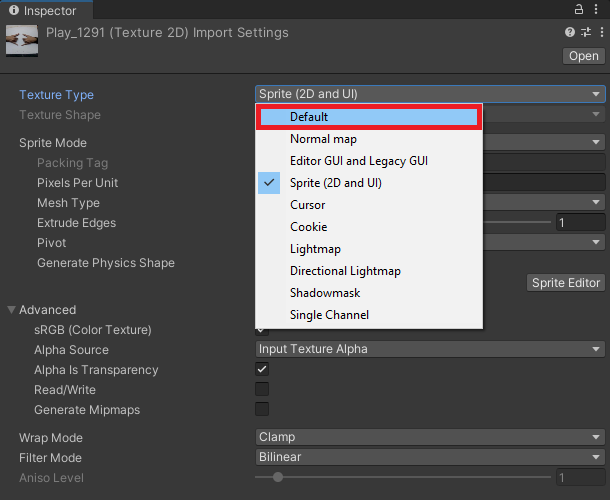 Inspector
Play_1291 (Texture 2D) Import Settings
Open
Texture Type Sprite (2D and UI)
Texture Shape
Default
Normal map
Editor GUI and Legacy GUI
Sprite (2D and UI)
Cursor
Cookie
Lightmap
Directional Lightmap
Shadowmask
Single Channel
Sprite Mode
Packing Tag
Pixels Per Unit
Mesh Type
Extrude Edges 1
Pivot
Generate Physics Shape
Sprite Editor
Advanced
sRGB (Color Texture)
Alpha Source Input Texture Alpha
Alpha Is Transparency
Read/Write
Generate Mipmaps
Wrap Mode Clamp
Filter Mode Bilinear
Aniso Level 1